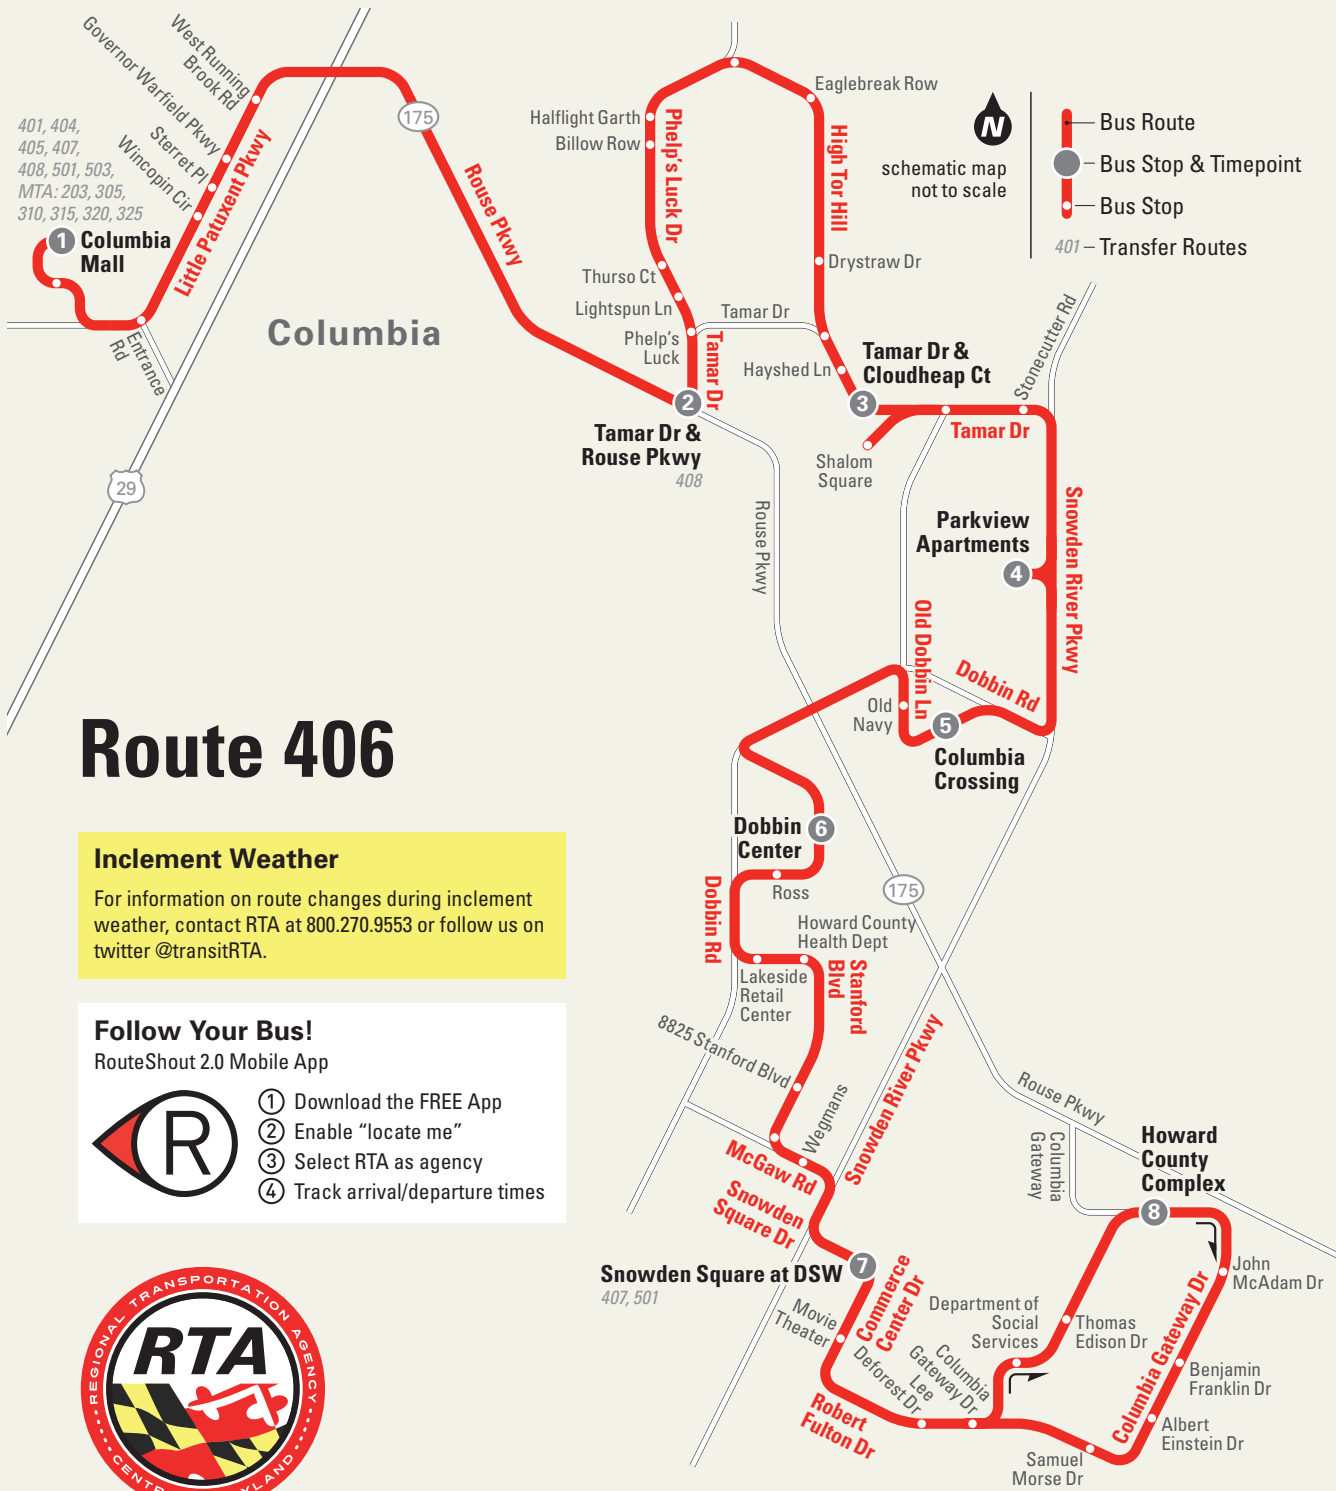 West Running
Brook Rd
Governor Warfield Pkwy
Sterret Pl
Wincopin Cir
401, 404,
405, 407,
408, 501, 503,
MTA: 203, 305,
310, 315, 320, 325
1
Columbia
Mall
Little Patuxent Pkwy
Entrance
Rd
29
175
Rouse Pkwy
Columbia
Halflight Garth
Billow Row
Phelp's Luck Dr
Thurso Ct
Lightspun Ln
Phelp's
Luck
Tamar Dr
Tamar Dr
2
Tamar Dr &
Rouse Pkwy
408
Eaglebreak Row
High Tor Hill
Drystraw Dr
Hayshed Ln
3
Tamar Dr &
Cloudheap Ct
Shalom
Square
Tamar Dr
Stonecutter Rd
N
schematic map
not to scale
Bus Route
Bus Stop & Timepoint
Bus Stop
401
Transfer Routes
Rouse Pkwy
Parkview
Apartments
4
Snowden River Pkwy
Old Dobbin Ln
Dobbin Rd
Old
Navy
5
Columbia
Crossing
Route 406
Dobbin
Center
6
Ross
175
Dobbin Rd
Howard County
Health Dept
Lakeside
Retail
Center
Stanford
Blvd
8825 Stanford Blvd
Wegmans
McGaw Rd
Snowden River Pkwy
Snowden
Square Dr
Snowden Square at DSW
407, 501
7
Movie
Theater
Commerce
Center Dr
Deforest Dr
Lee
Columbia
Gateway Dr
Robert
Fulton Dr
Department of
Social
Services
Thomas
Edison Dr
Rouse Pkwy
Columbia
Gateway
Howard
County
Complex
8
John
McAdam Dr
Columbia Gateway Dr
Benjamin
Franklin Dr
Albert
Einstein Dr
Samuel
Morse Dr
Inclement Weather
For information on route changes during inclement
weather, contact RTA at 800.270.9553 or follow us on
twitter @transitRTA.
Follow Your Bus!
RouteShout 2.0 Mobile App
R
1 Download the FREE App
2 Enable “locate me”
3 Select RTA as agency
4 Track arrival/departure times
REGIONAL TRANSPORTATION AGENCY
RTA